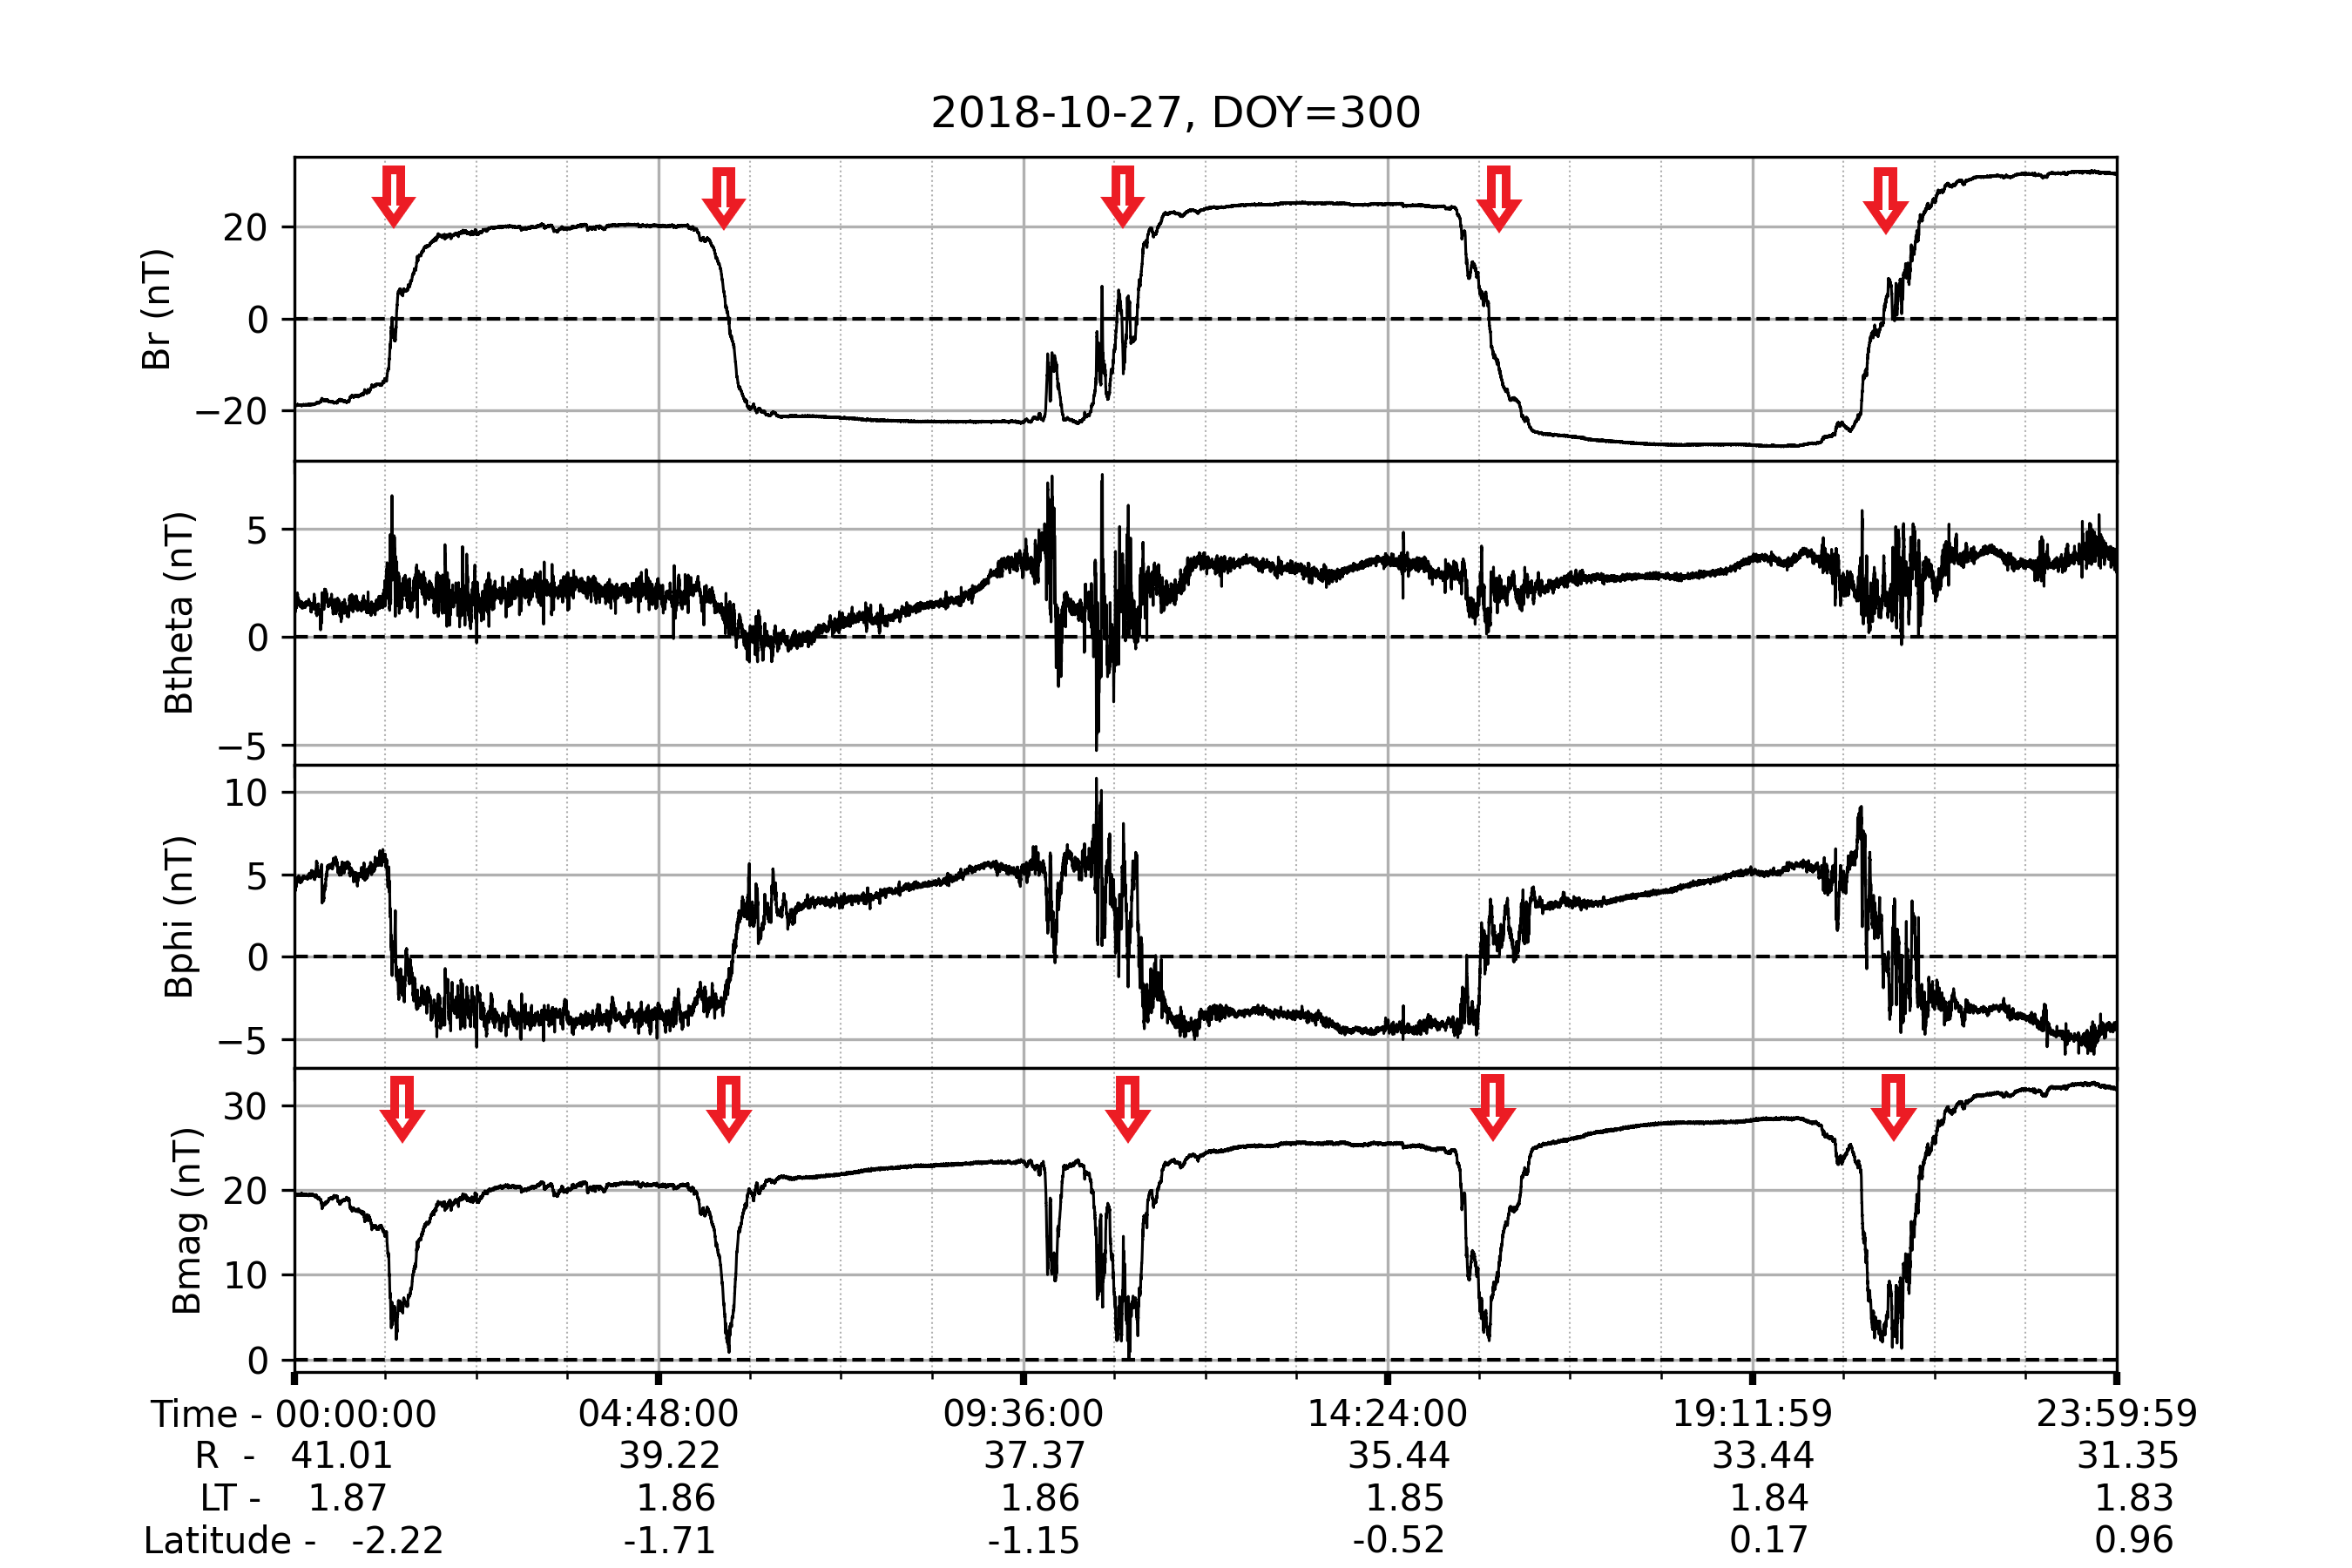 2018-10-27, DOY=300
Br (nT)
20
0
−20
Btheta (nT)
5
0
−5
Bphi (nT)
10
5
0
−5
Bmag (nT)
30
20
10
0
Time - 00:00:00 04:48:00 09:36:00 14:24:00 19:11:59 23:59:59
R - 41.01 39.22 37.37 35.44 33.44 31.35
LT - 1.87 1.86 1.86 1.85 1.84 1.83
Latitude - -2.22 -1.71 -1.15 -0.52 0.17 0.96